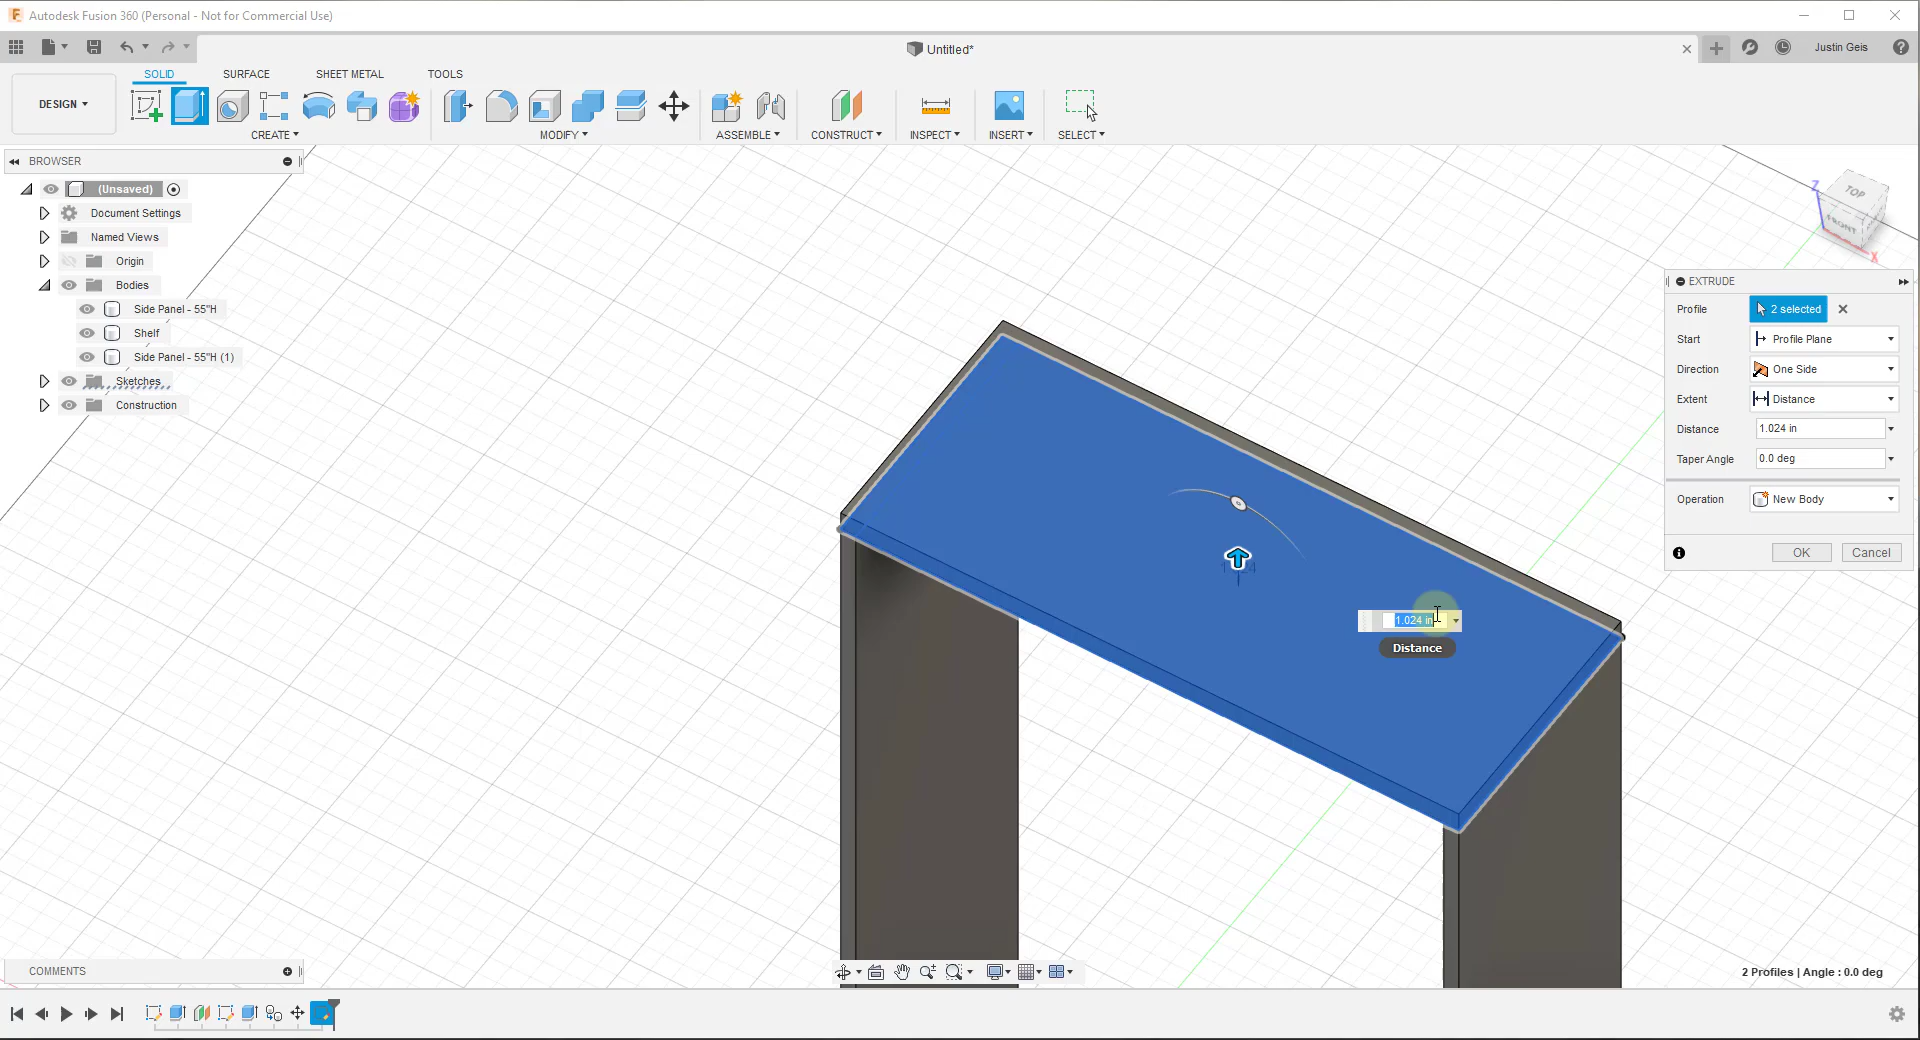 Autodesk Fusion 360 (Personal - Not for Commercial Use)
Untitled*
Justin Geis
DESIGN
SOLID
SURFACE
SHEET METAL
TOOLS
CREATE
MODIFY
ASSEMBLE
CONSTRUCT
INSPECT
INSERT
SELECT
BROWSER
(Unsaved)
Document Settings
Named Views
Origin
Bodies
Side Panel - 55"H
Shelf
Side Panel - 55"H (1)
Sketches
Construction
TOP
FRONT
Z
X
EXTRUDE
Profile
2 selected
Start
Profile Plane
Direction
One Side
Extent
Distance
Distance
1.024 in
Taper Angle
0.0 deg
Operation
New Body
OK
Cancel
1.024 in
Distance
COMMENTS
2 Profiles | Angle : 0.0 deg